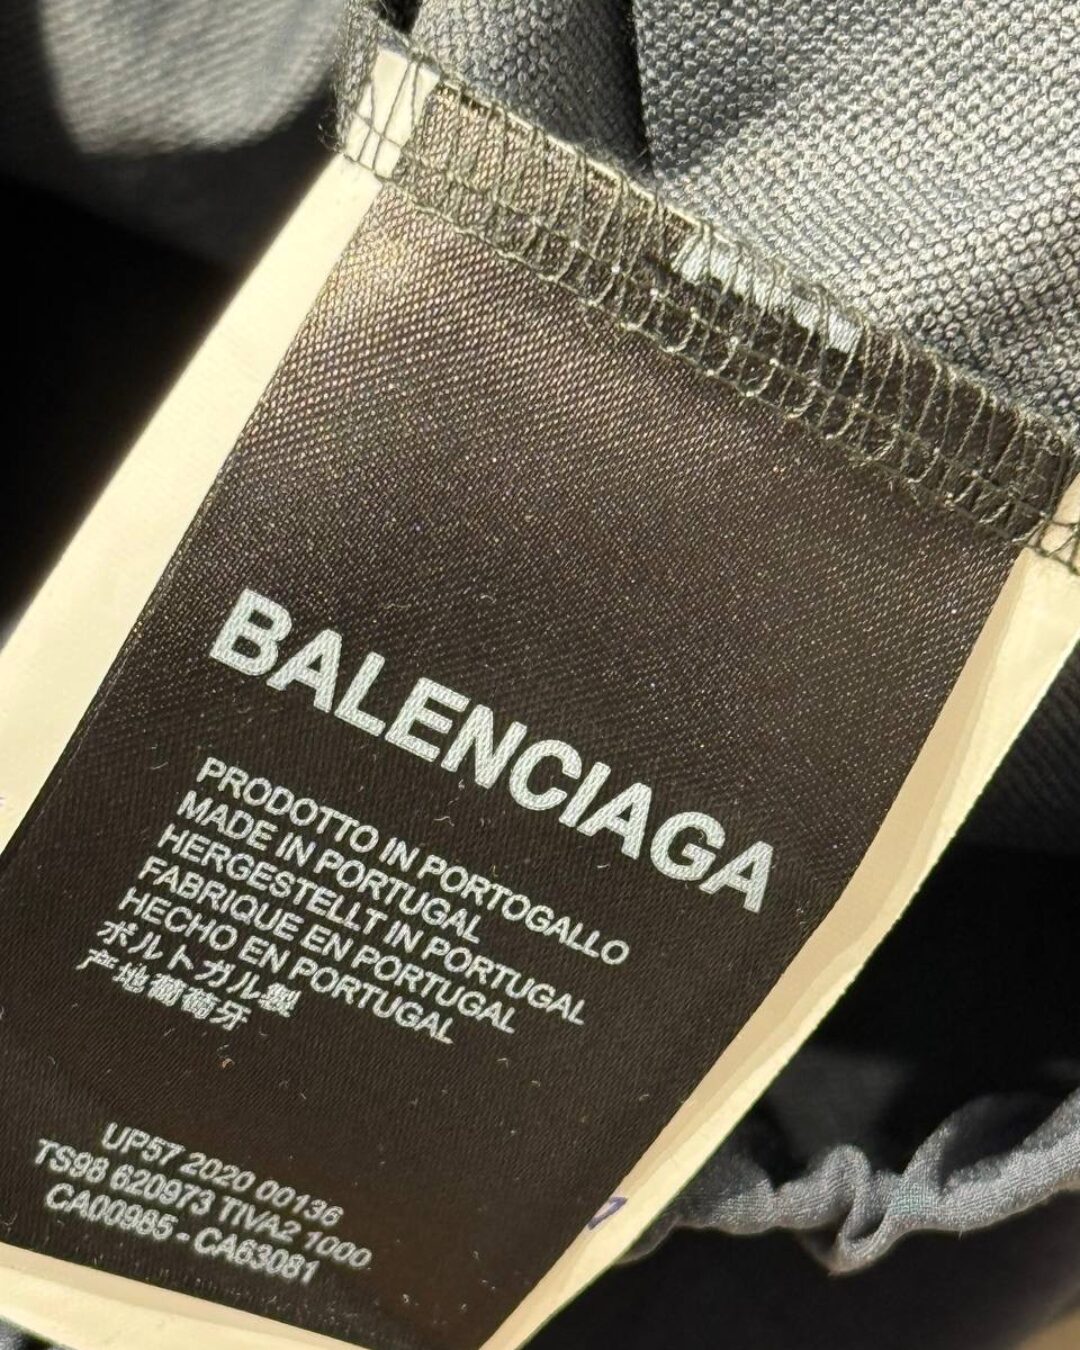 BALENCIAGA
PRODOTTO IN PORTOGALLO
MADE IN PORTUGAL
HERGESTELLT IN PORTUGAL
FABRIQUE EN PORTUGAL
HECHO EN PORTUGAL
ポルトガル製
产地葡萄牙
UP57 2020 00136
TS98 620973 TIVA2 1000
CA00985 - CA63081